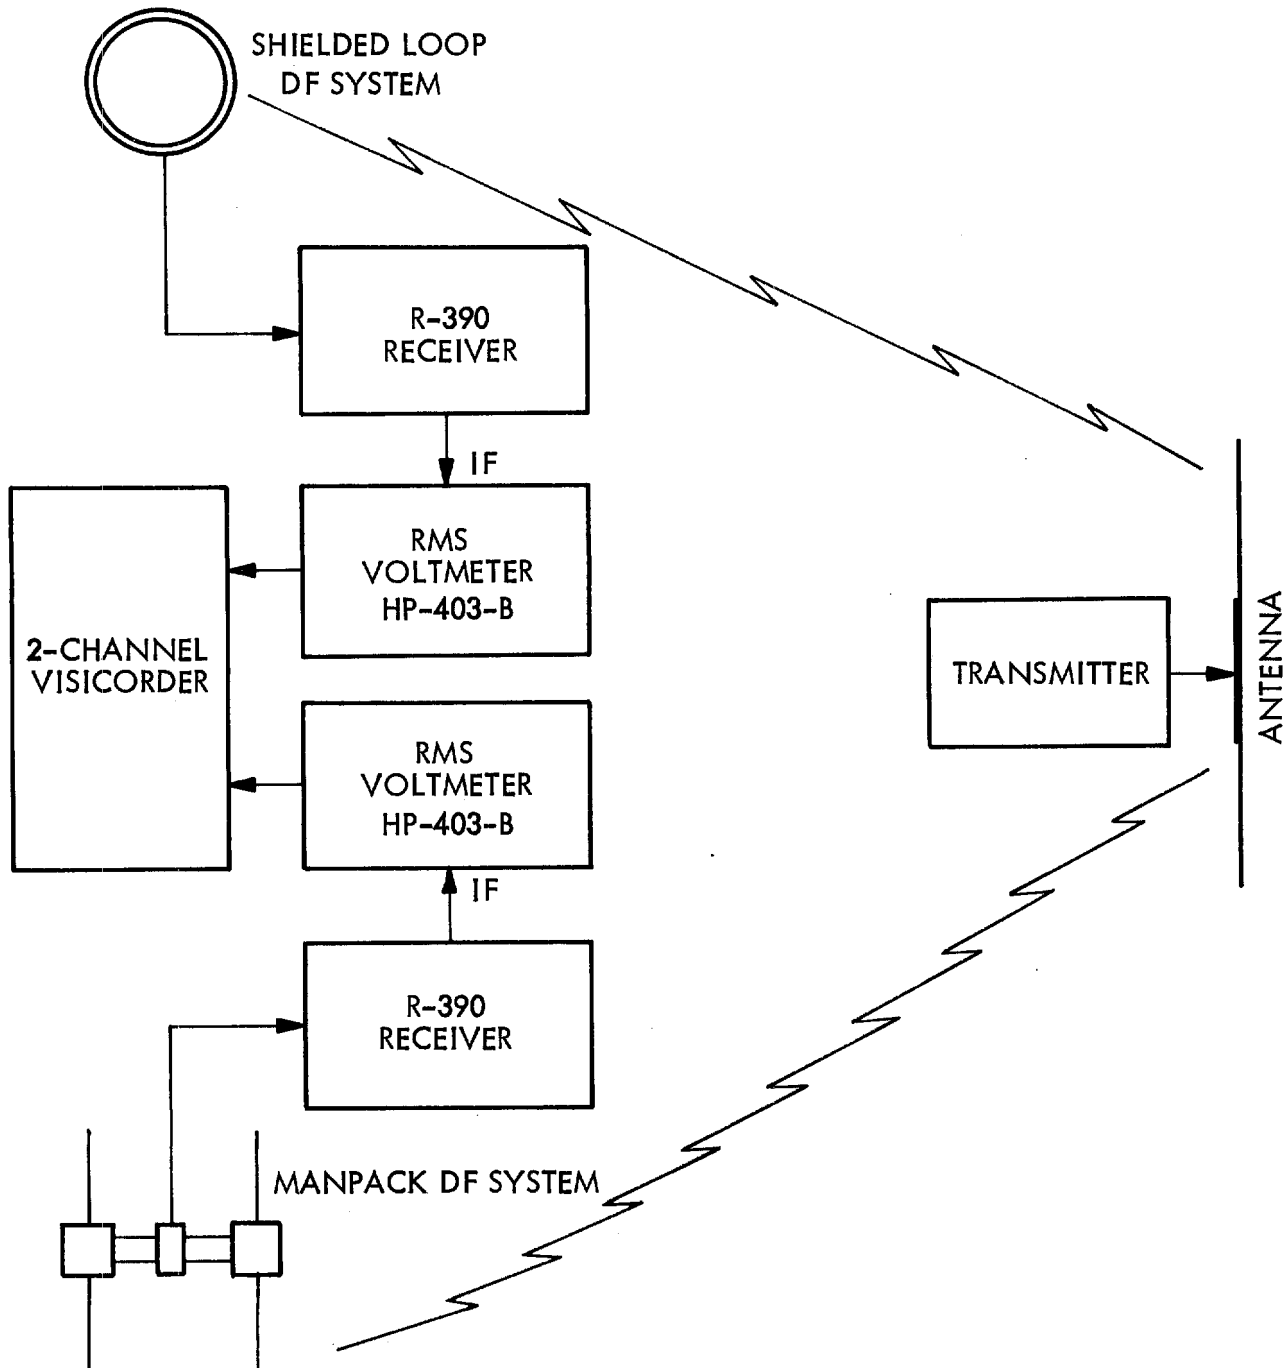 SHIELDED LOOP
DF SYSTEM
R-390
RECEIVER
IF
RMS
VOLTMETER
HP-403-B
2-CHANNEL
VISICORDER
TRANSMITTER
ANTENNA
RMS
VOLTMETER
HP-403-B
IF
R-390
RECEIVER
MANPACK DF SYSTEM